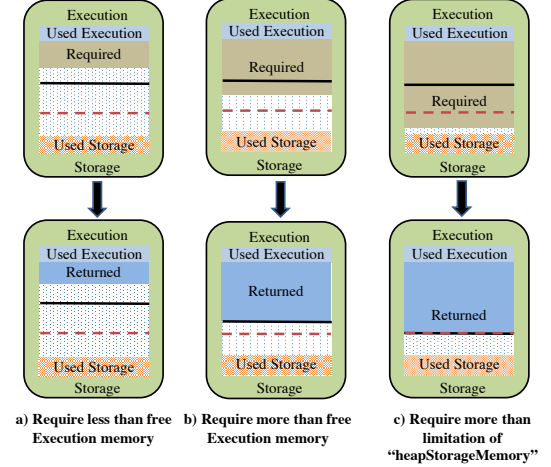 Execution
Used Execution
Required
Used Storage
Storage
Execution
Used Execution
Required
Used Storage
Storage
Execution
Used Execution
Required
Used Storage
Storage
Execution
Used Execution
Returned
Used Storage
Storage
Execution
Used Execution
Returned
Used Storage
Storage
Execution
Used Execution
Returned
Used Storage
Storage
a) Require less than free
Execution memory
b) Require more than free
Execution memory
c) Require more than
limitation of
“heapStorageMemory”